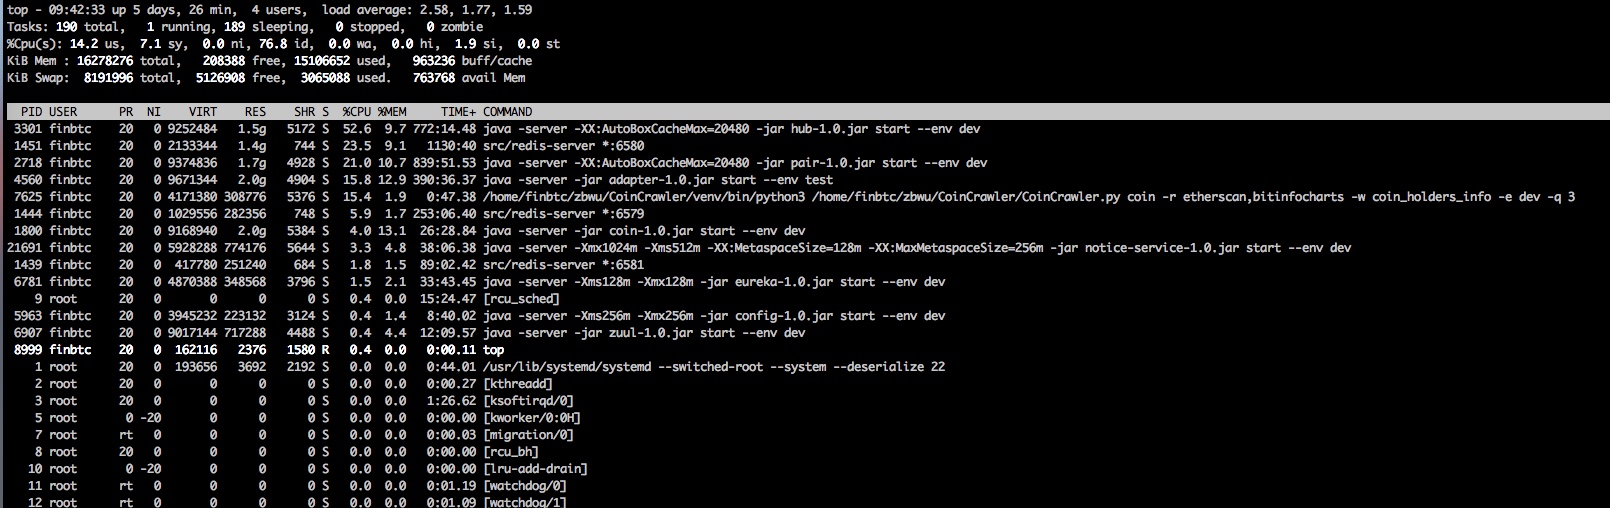 top - 09:42:33 up 5 days, 26 min,  4 users,  load average: 2.58, 1.77, 1.59
Tasks: 190 total,   1 running, 189 sleeping,   0 stopped,   0 zombie
%Cpu(s): 14.2 us,  7.1 sy,  0.0 ni, 76.8 id,  0.0 wa,  0.0 hi,  1.9 si,  0.0 st
KiB Mem : 16278276 total,   208388 free, 15106652 used,   963236 buff/cache
KiB Swap:  8191996 total,  5126908 free,  3065088 used.   763768 avail Mem
PID USER      PR  NI    VIRT    RES    SHR S  %CPU %MEM     TIME+ COMMAND
3301 finbtc    20   0 9252484   1.5g   5172 S  52.6  9.7 772:14.48 java -server -XX:AutoBoxCacheMax=20480 -jar hub-1.0.jar start --env dev
1451 finbtc    20   0 2133344   1.4g    744 S  23.5  9.1   1130:40 src/redis-server *:6580
2718 finbtc    20   0 9374836   1.7g   4928 S  21.0 10.7 839:51.53 java -server -XX:AutoBoxCacheMax=20480 -jar pair-1.0.jar start --env dev
4560 finbtc    20   0 9671344   2.0g   4904 S  15.8 12.9 390:36.37 java -server -jar adapter-1.0.jar start --env test
7625 finbtc    20   0 4171380 308776   5376 S  15.4  1.9   0:47.38 /home/finbtc/zbwu/CoinCrawler/venv/bin/python3 /home/finbtc/zbwu/CoinCrawler/CoinCrawler.py coin -r etherscan,bitinfocharts -w coin_holders_info -e dev -q 3
1444 finbtc    20   0 1029556 282356    748 S   5.9  1.7 253:06.40 src/redis-server *:6579
1800 finbtc    20   0 9168940   2.0g   5384 S   4.0 13.1  26:28.84 java -server -jar coin-1.0.jar start --env dev
21691 finbtc    20   0 5928288 774176   5644 S   3.3  4.8  38:06.38 java -server -Xmx1024m -Xms512m -XX:MetaspaceSize=128m -XX:MaxMetaspaceSize=256m -jar notice-service-1.0.jar start --env dev
1439 finbtc    20   0  417780 251240    684 S   1.8  1.5  89:02.42 src/redis-server *:6581
6781 finbtc    20   0 4870388 348568   3796 S   1.5  2.1  33:43.45 java -server -Xms128m -Xmx128m -jar eureka-1.0.jar start --env dev
9 root      20   0       0      0      0 S   0.4  0.0  15:24.47 [rcu_sched]
5963 finbtc    20   0 3945232 223132   3124 S   0.4  1.4   8:40.02 java -server -Xms256m -Xmx256m -jar config-1.0.jar start --env dev
6907 finbtc    20   0 9017144 717288   4488 S   0.4  4.4  12:09.57 java -server -jar zuul-1.0.jar start --env dev
8999 finbtc    20   0  162116   2376   1580 R   0.4  0.0   0:00.11 top
1 root      20   0  193656   3692   2192 S   0.0  0.0   0:44.01 /usr/lib/systemd/systemd --switched-root --system --deserialize 22
2 root      20   0       0      0      0 S   0.0  0.0   0:00.27 [kthreadd]
3 root      20   0       0      0      0 S   0.0  0.0   1:26.62 [ksoftirqd/0]
5 root       0 -20       0      0      0 S   0.0  0.0   0:00.00 [kworker/0:0H]
7 root      rt   0       0      0      0 S   0.0  0.0   0:00.03 [migration/0]
8 root      20   0       0      0      0 S   0.0  0.0   0:00.00 [rcu_bh]
10 root       0 -20       0      0      0 S   0.0  0.0   0:00.00 [lru-add-drain]
11 root      rt   0       0      0      0 S   0.0  0.0   0:01.19 [watchdog/0]
12 root      rt   0       0      0      0 S   0.0  0.0   0:01.09 [watchdog/1]